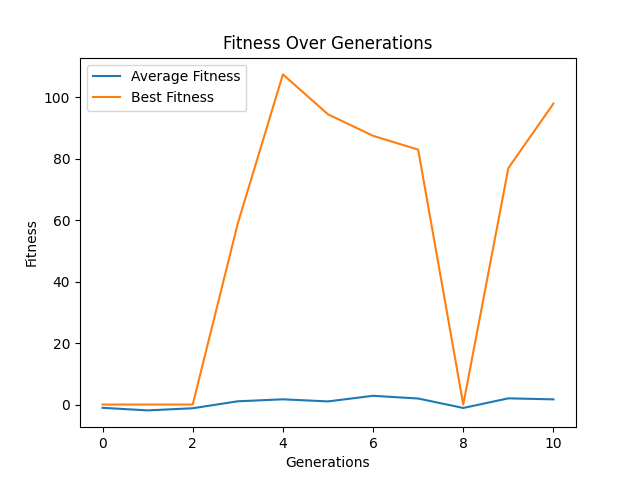 Fitness Over Generations
Average Fitness
Best Fitness
Fitness
100
80
60
40
20
0
0 2 4 6 8 10
Generations